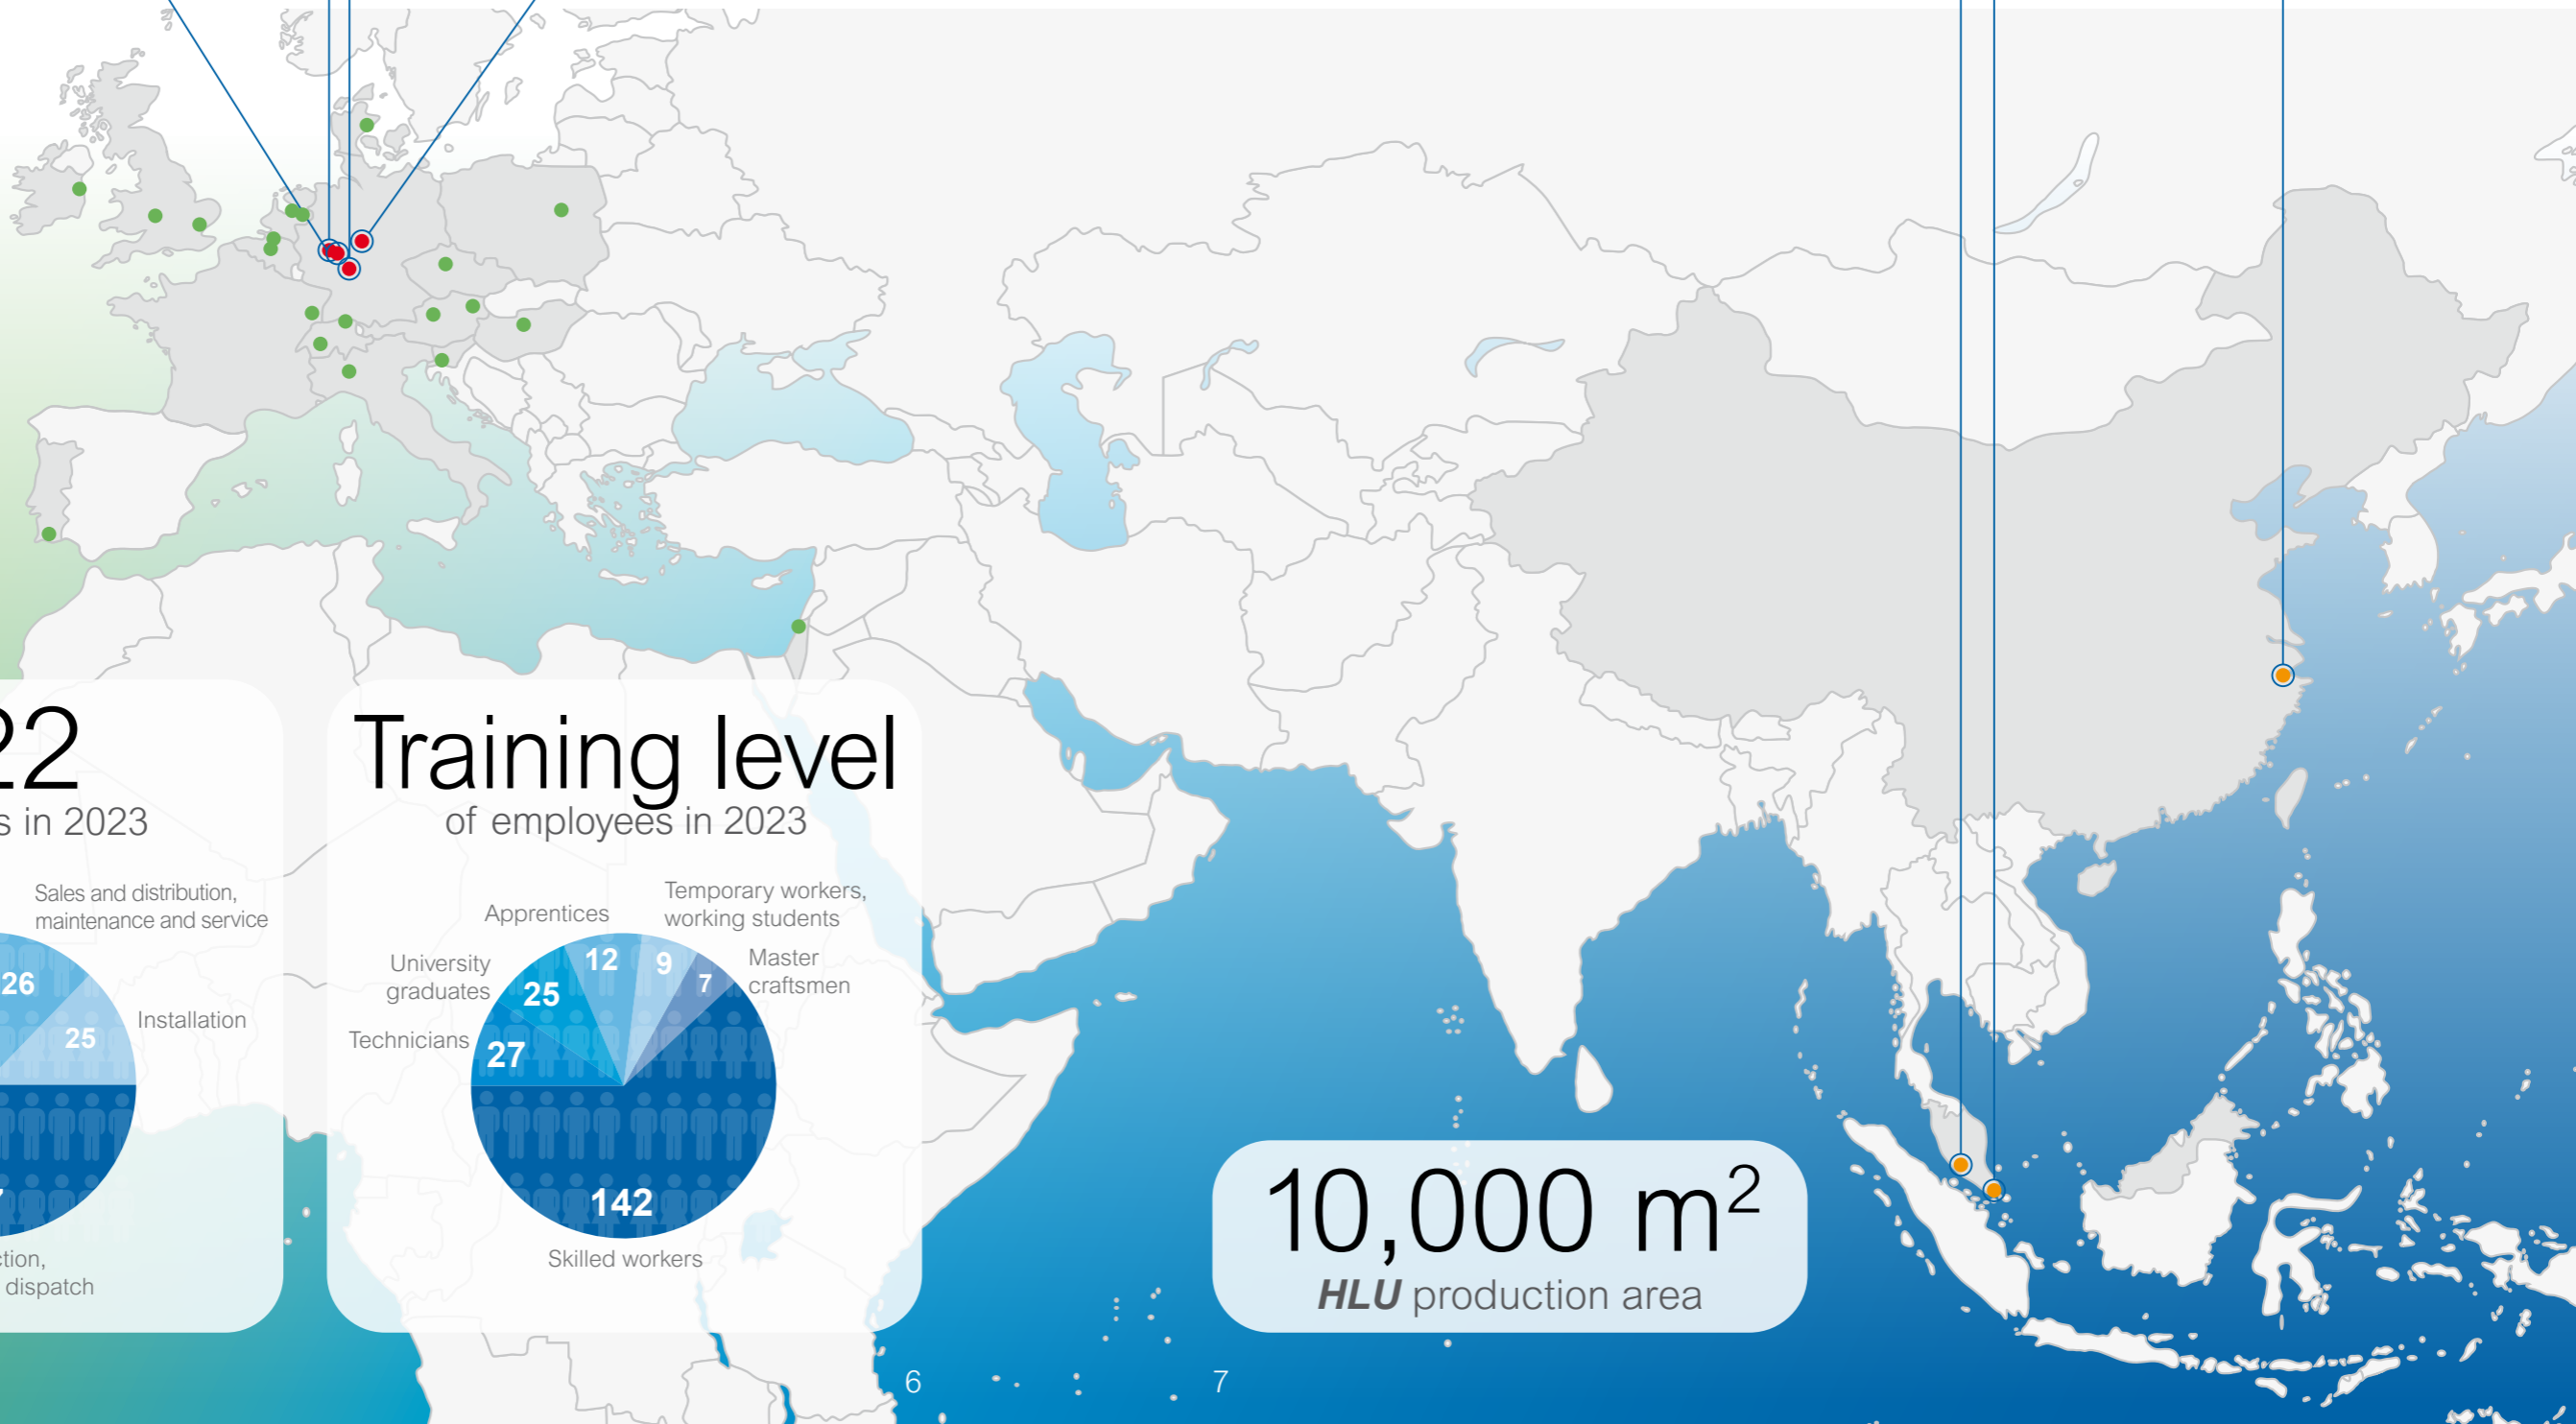 22
s in 2023
Sales and distribution,
maintenance and service
26
25
Installation
7
ction,
dispatch
Training level
of employees in 2023
Temporary workers,
working students
Apprentices
Master
craftsmen
University
graduates
Technicians
12
9
7
25
27
142
Skilled workers
10,000 m²
HLU production area
6
7